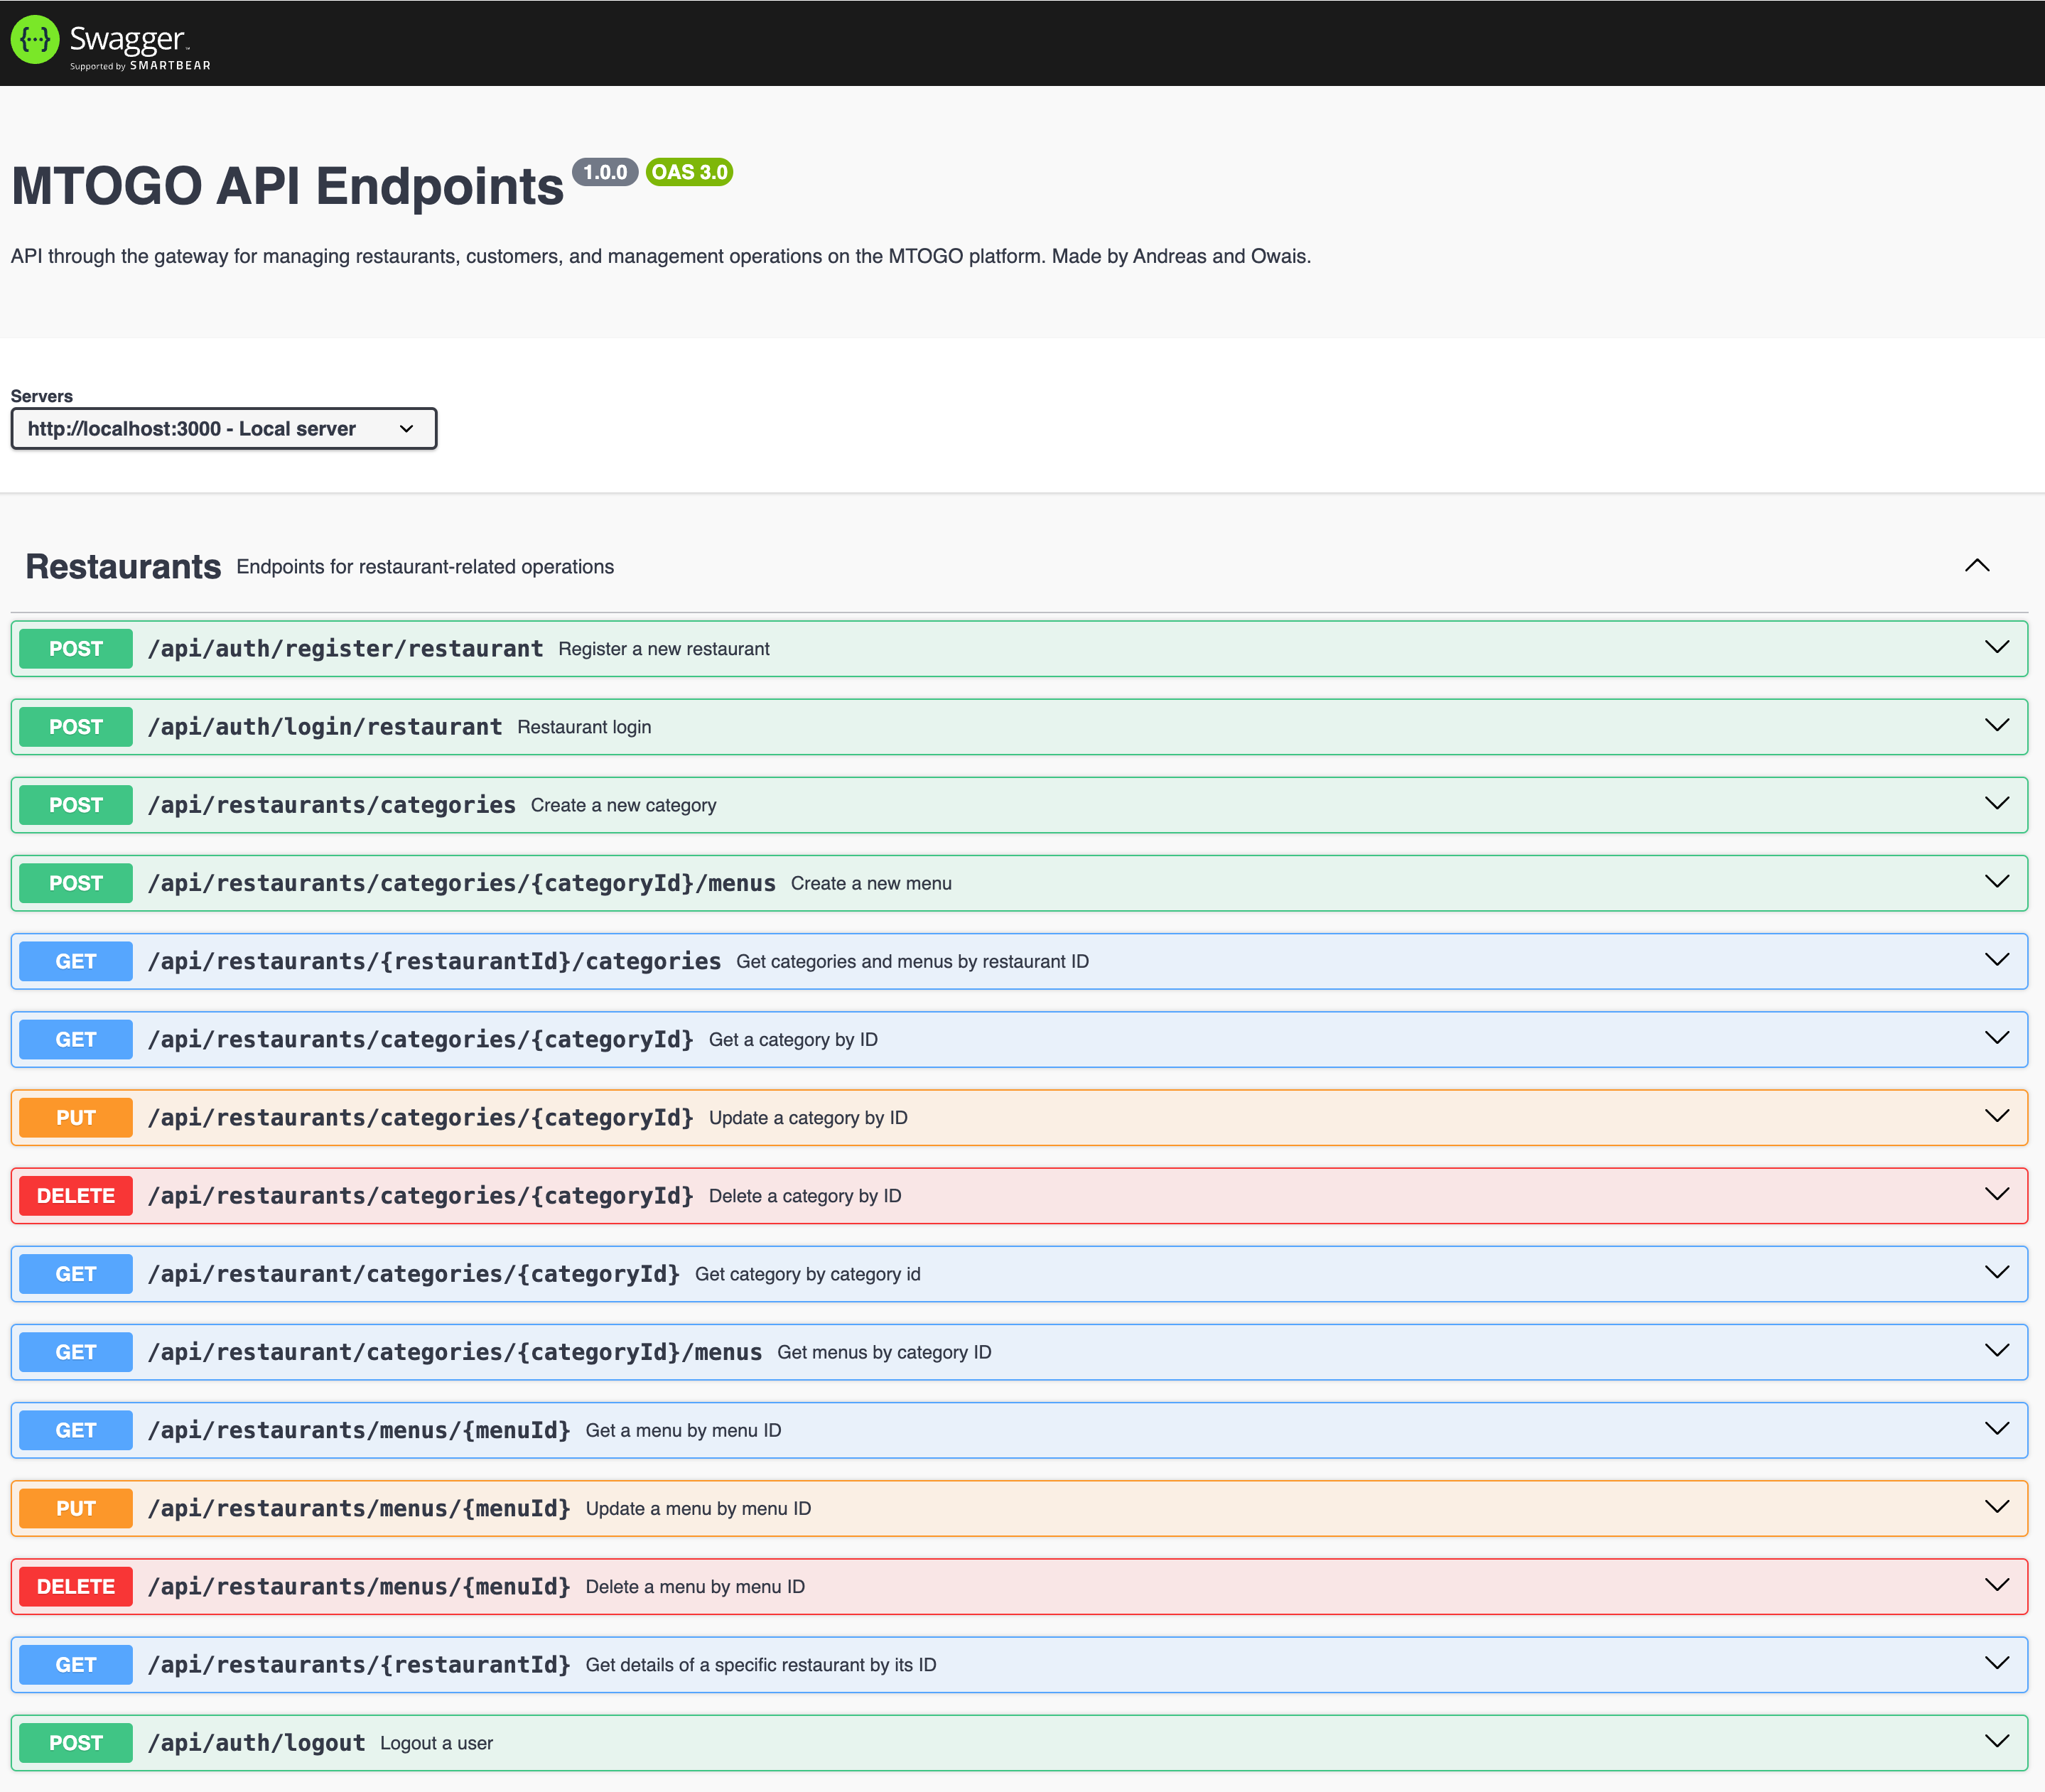 Swagger
Supported by SMARTBEAR
MTOGO API Endpoints 1.0.0 OAS 3.0
API through the gateway for managing restaurants, customers, and management operations on the MTOGO platform. Made by Andreas and Owais.
Servers
http://localhost:3000 - Local server
Restaurants Endpoints for restaurant-related operations
POST /api/auth/register/restaurant Register a new restaurant
POST /api/auth/login/restaurant Restaurant login
POST /api/restaurants/categories Create a new category
POST /api/restaurants/categories/{categoryId}/menus Create a new menu
GET /api/restaurants/{restaurantId}/categories Get categories and menus by restaurant ID
GET /api/restaurants/categories/{categoryId} Get a category by ID
PUT /api/restaurants/categories/{categoryId} Update a category by ID
DELETE /api/restaurants/categories/{categoryId} Delete a category by ID
GET /api/restaurant/categories/{categoryId} Get category by category id
GET /api/restaurant/categories/{categoryId}/menus Get menus by category ID
GET /api/restaurants/menus/{menuId} Get a menu by menu ID
PUT /api/restaurants/menus/{menuId} Update a menu by menu ID
DELETE /api/restaurants/menus/{menuId} Delete a menu by menu ID
GET /api/restaurants/{restaurantId} Get details of a specific restaurant by its ID
POST /api/auth/logout Logout a user